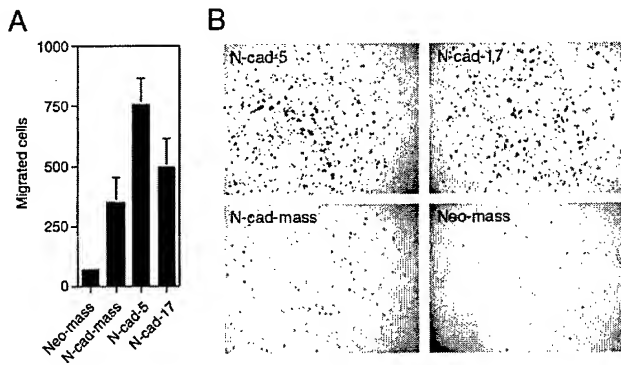 A
B
1000
750
500
250
0
Migrated cells
Neo-mass
N-cad-mass
N-cad-5
N-cad-17
N-cad-5
N-cad-17
N-cad-mass
Neo-mass